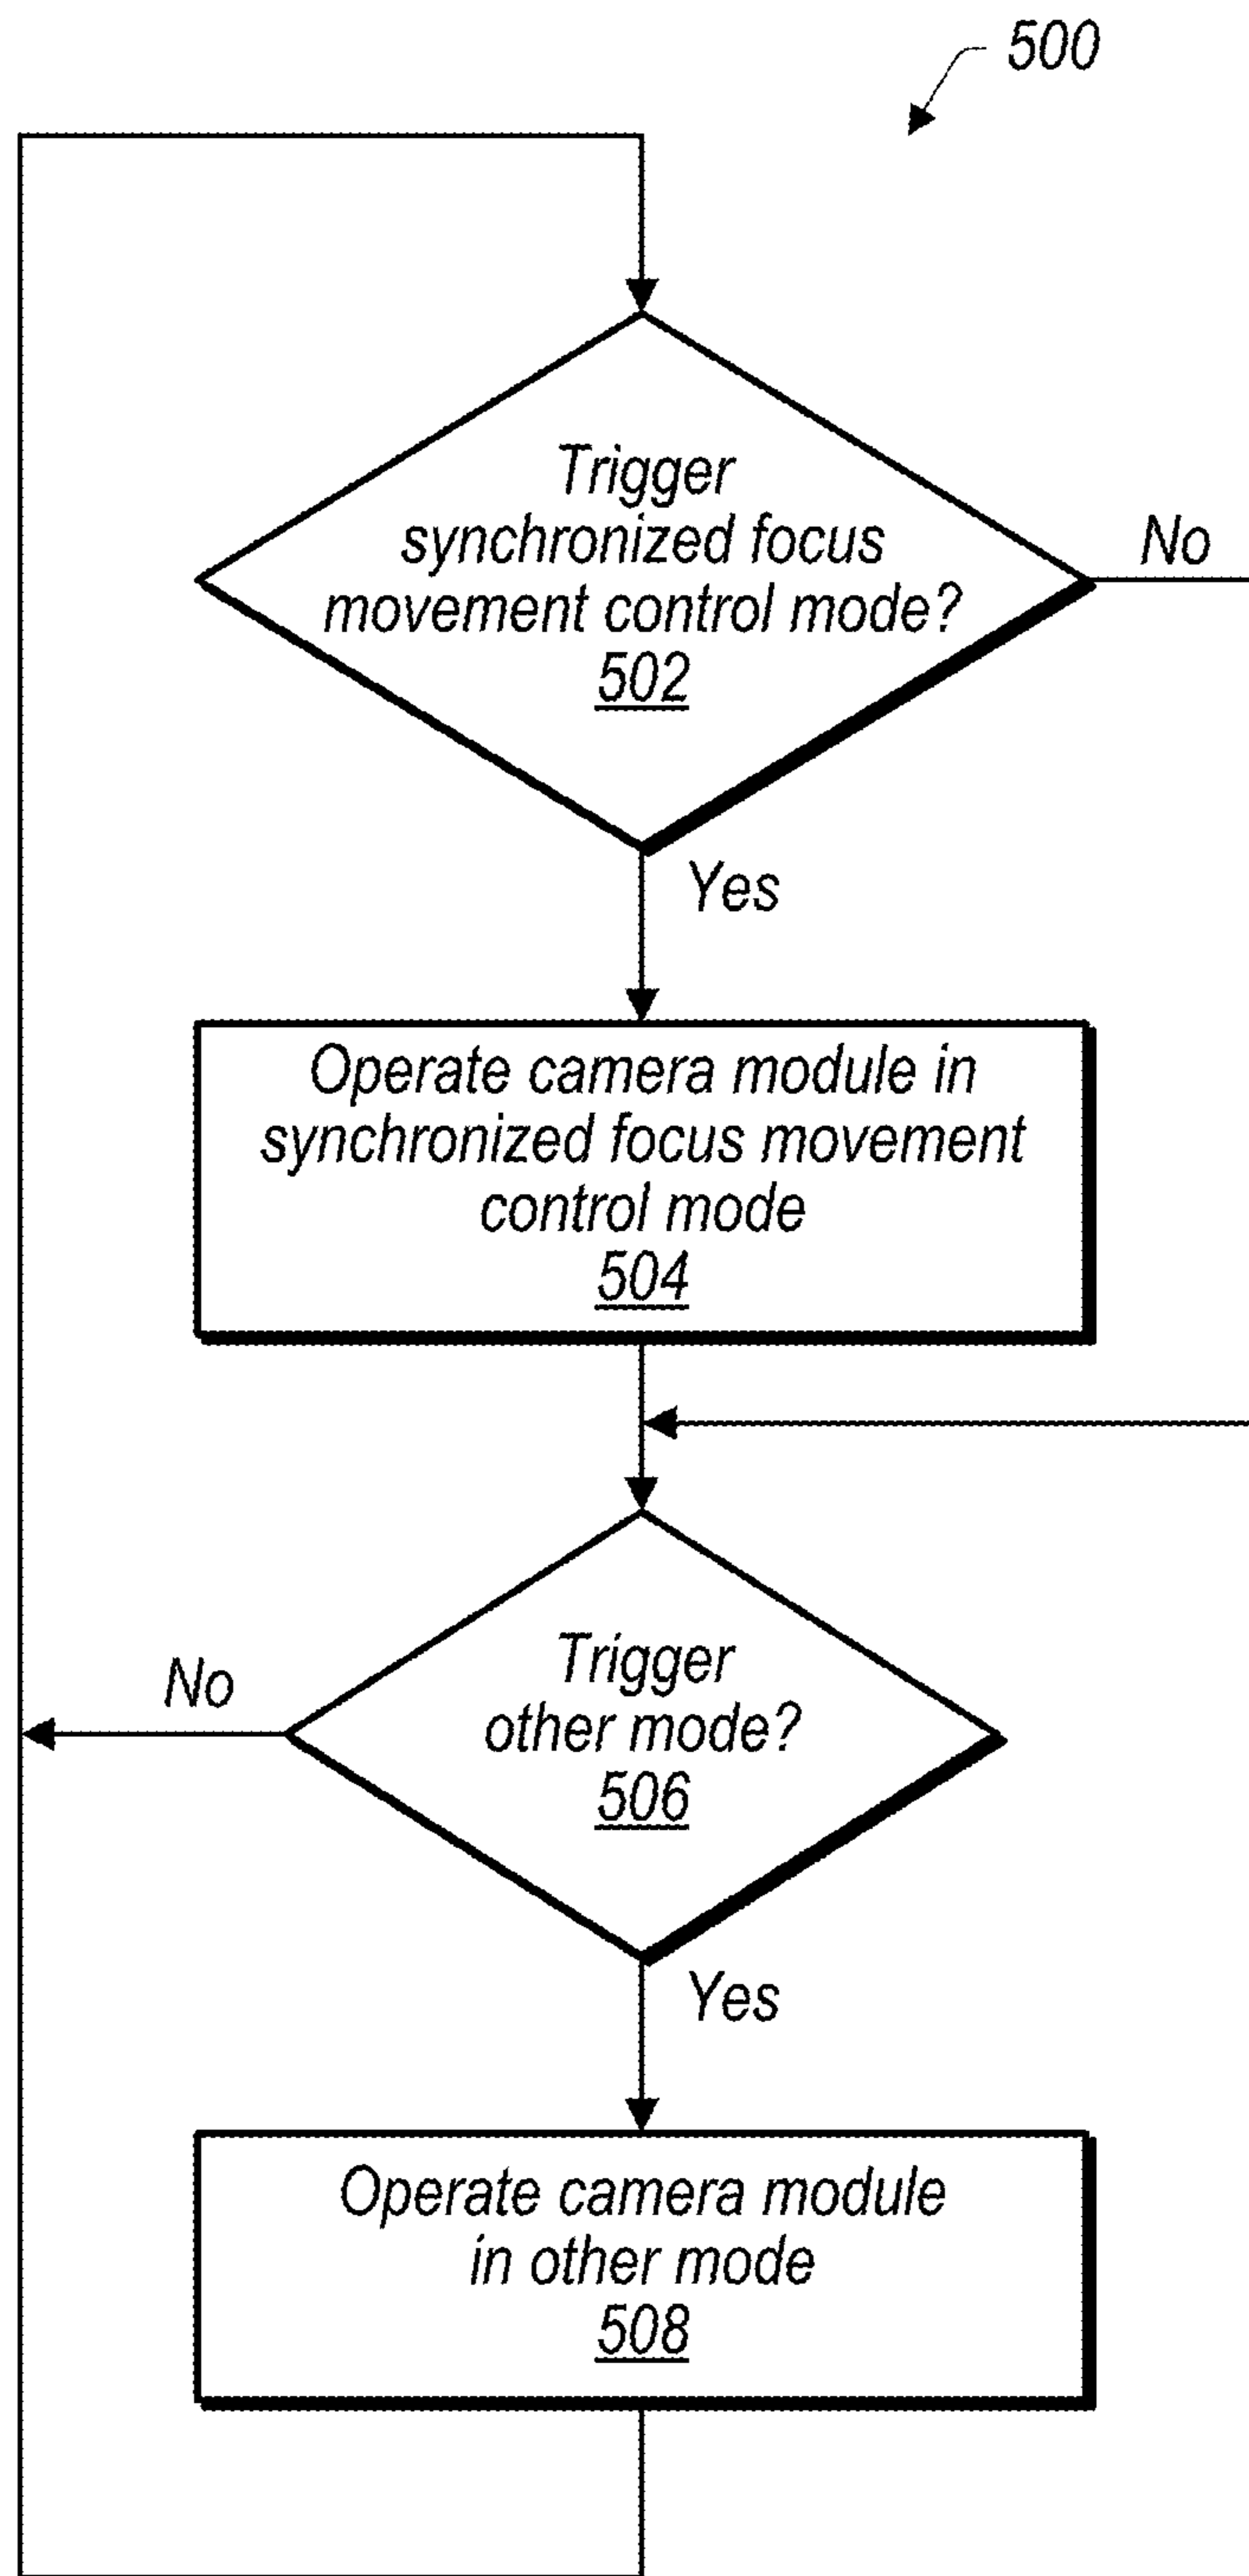 500
Trigger
synchronized focus
movement control mode?
502
No
Yes
Operate camera module in
synchronized focus movement
control mode
504
Trigger
other mode?
506
No
Yes
Operate camera module
in other mode
508